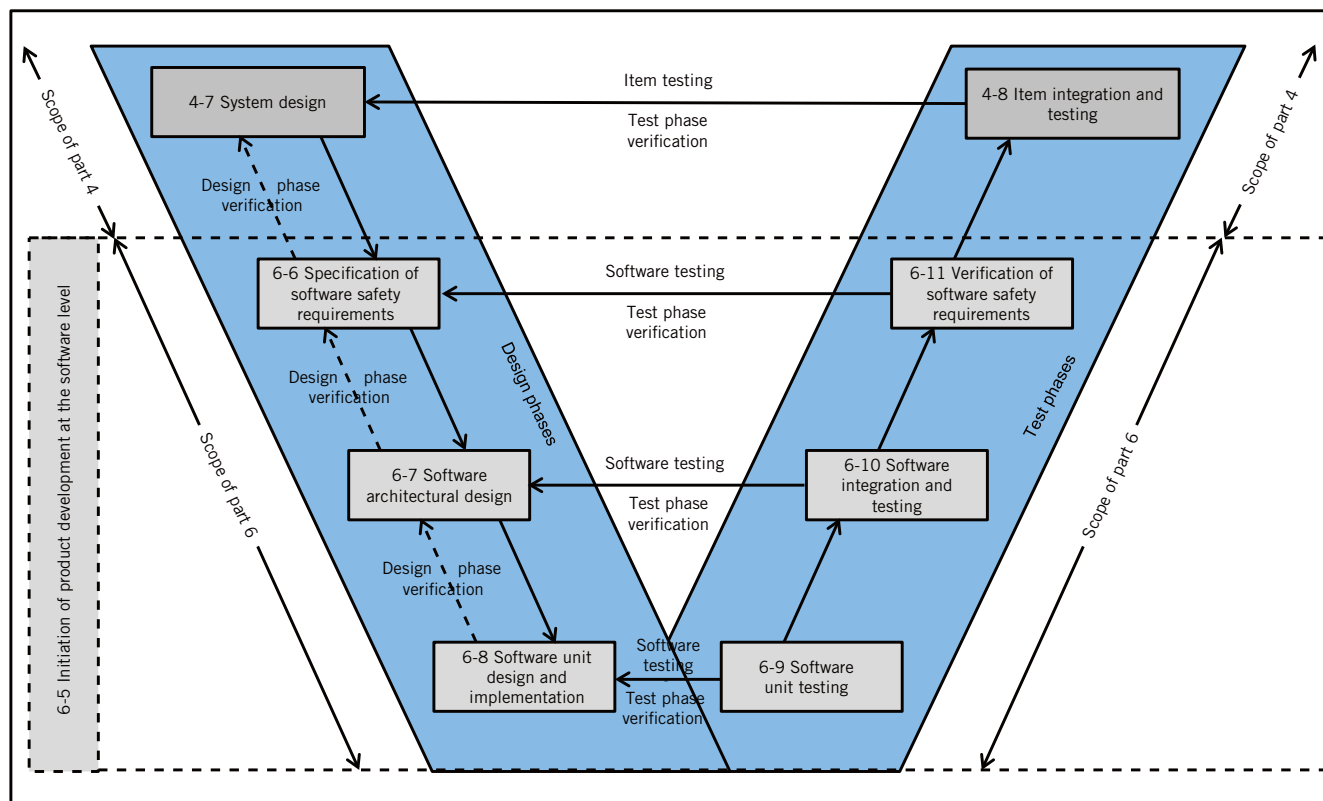 4-7 System design
Item testing
Test phase
verification
4-8 Item integration and
testing
Scope of part 4
Scope of part 4
Design phase
verification
6-5 Initiation of product development at the software level
6-6 Specification of
software safety
requirements
Software testing
Test phase
verification
6-11 Verification of
software safety
requirements
Design phase
verification
Design phases
Test phases
Scope of part 6
Scope of part 6
6-7 Software
architectural design
Software testing
Test phase
verification
6-10 Software
integration and
testing
Design phase
verification
6-8 Software unit
design and
implementation
Software
testing
Test phase
verification
6-9 Software
unit testing